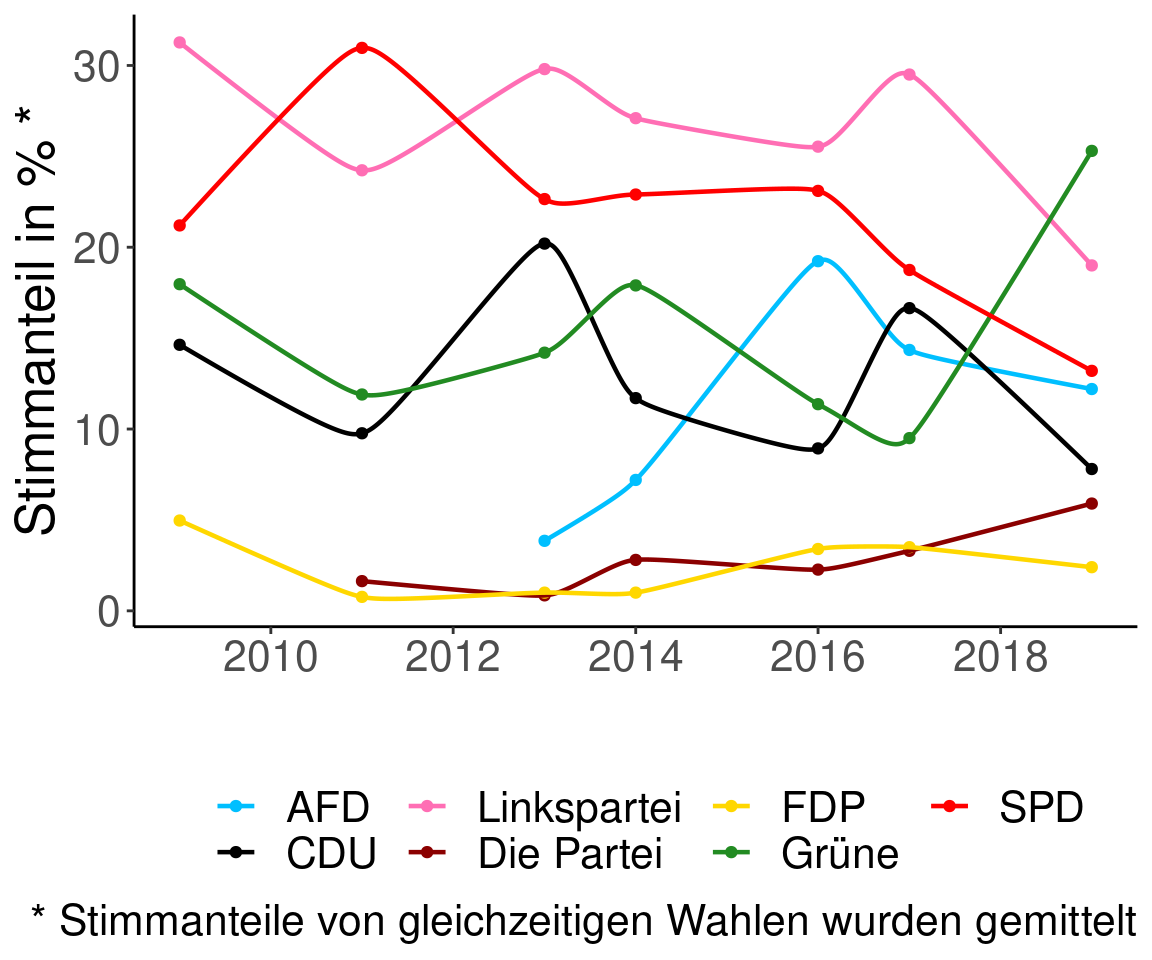 Stimmanteil in % *
30
20
10
0
2010 2012 2014 2016 2018
AFD Linkspartei FDP SPD
CDU Die Partei Grüne
* Stimmanteile von gleichzeitigen Wahlen wurden gemittelt